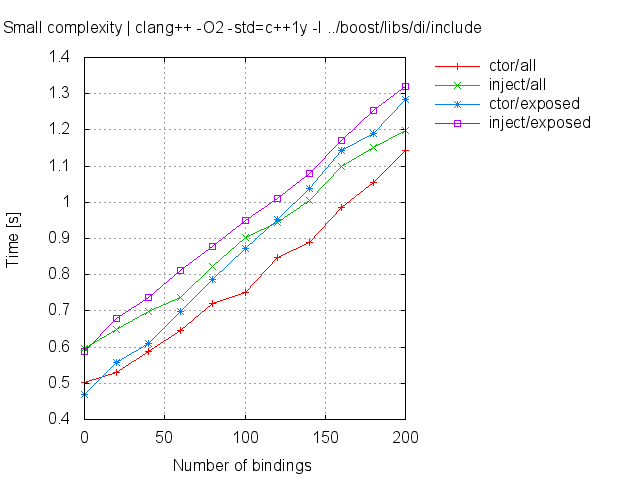 Small complexity | clang++ -O2 -std=c++1y -I ../boost/libs/di/include
ctor/all
inject/all
ctor/exposed
inject/exposed
1.4
1.3
1.2
1.1
1
0.9
0.8
0.7
0.6
0.5
0.4
Time [s]
0 50 100 150 200
Number of bindings